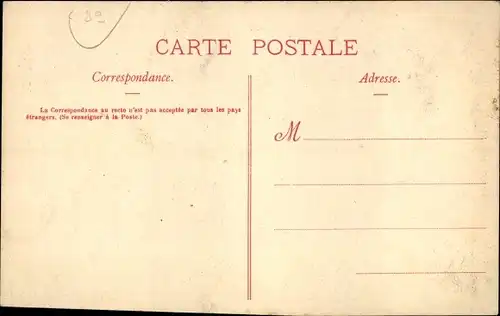 CARTE POSTALE
Correspondance.
Adresse.
La Correspondance au recto n'est pas acceptée par tous les pays
étrangers. (Se renseigner à la Poste.)
M